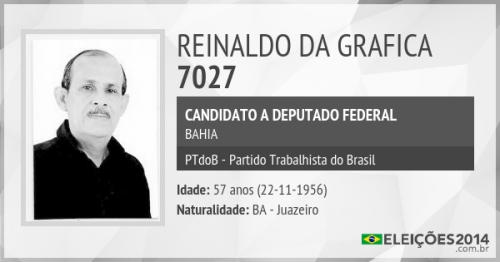 REINALDO DA GRAFICA
7027
CANDIDATO A DEPUTADO FEDERAL
BAHIA
PTdoB - Partido Trabalhista do Brasil
Idade: 57 anos (22-11-1956)
Naturalidade: BA - Juazeiro
ELEIÇÕES2014
.com.br